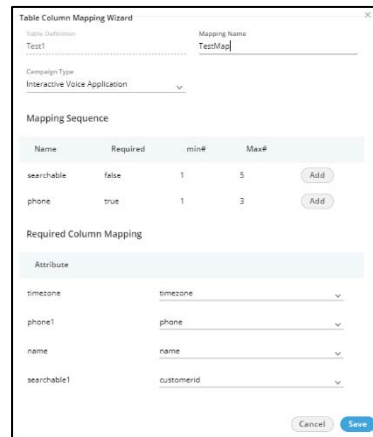 Table Column Mapping Wizard
Table Definition Mapping Name
Test1 TestMap
Campaign Type
Interactive Voice Application
Mapping Sequence
Name Required min# Max#
searchable false 1 5 Add
phone true 1 3 Add
Required Column Mapping
Attribute
timezone timezone
phone1 phone
name name
searchable1 customerid
Cancel Save